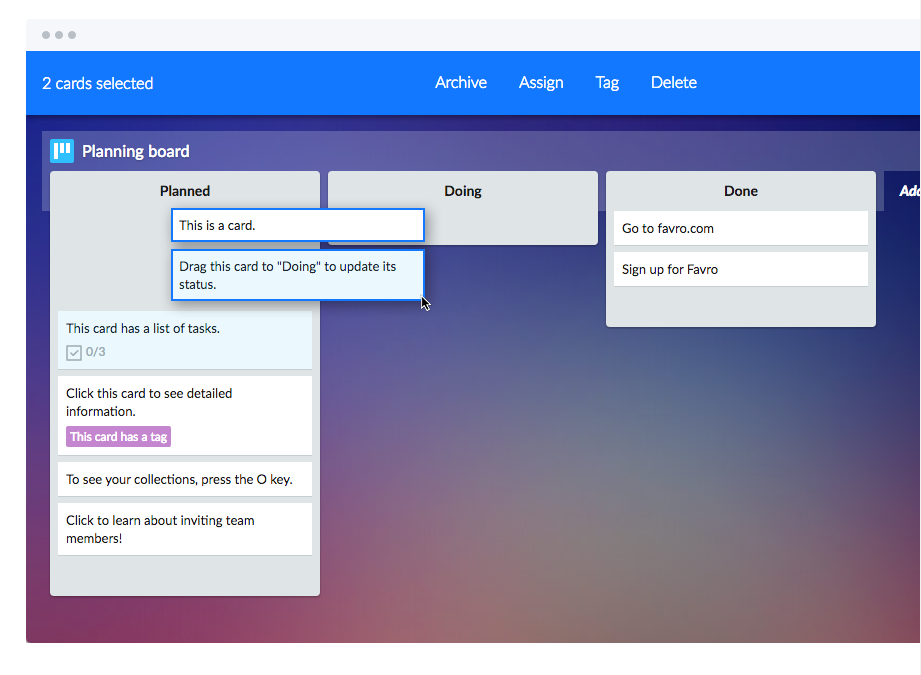 2 cards selected
Archive
Assign
Tag
Delete
Planning board
Planned
This is a card.
Drag this card to "Doing" to update its
status.
This card has a list of tasks.
0/3
Click this card to see detailed
information.
This card has a tag
To see your collections, press the O key.
Click to learn about inviting team
members!
Doing
Done
Go to favro.com
Sign up for Favro